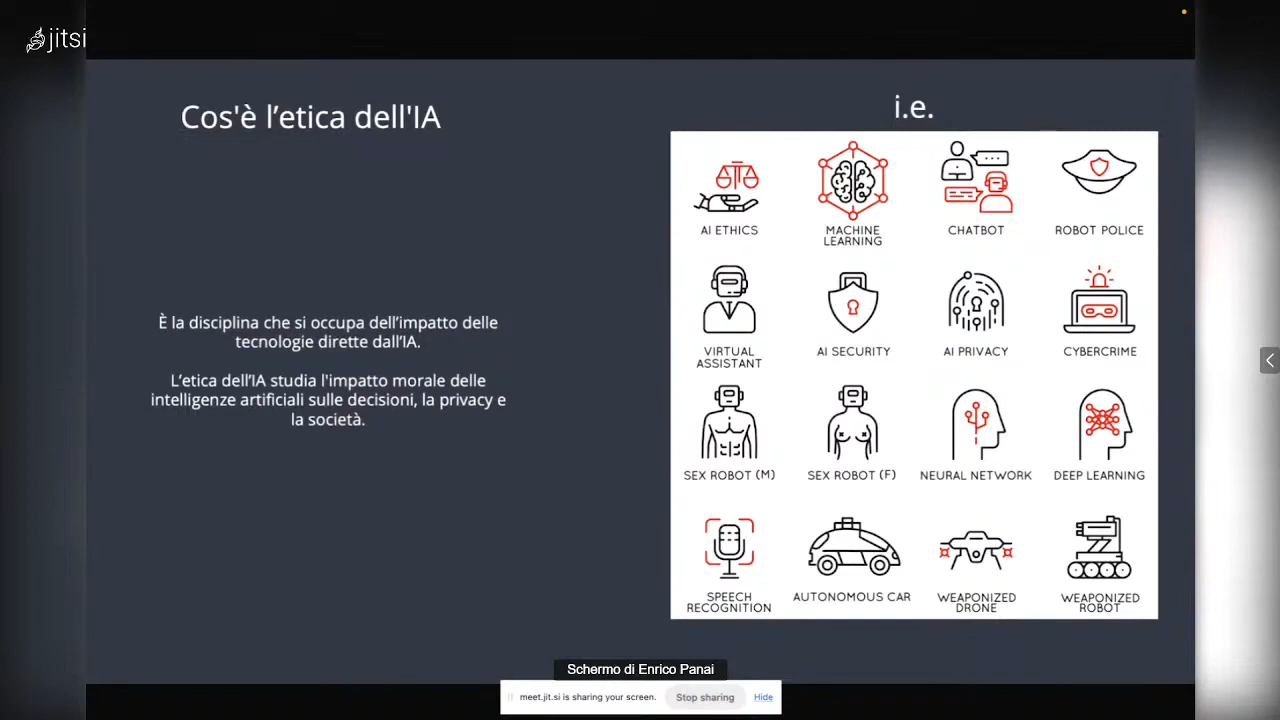 jitsi
Cos'è l’etica dell'IA
È la disciplina che si occupa dell’impatto delle
tecnologie dirette dall’IA.
L’etica dell’IA studia l'impatto morale delle
intelligenze artificiali sulle decisioni, la privacy e
la società.
i.e.
AI ETHICS
MACHINE
LEARNING
CHATBOT
ROBOT POLICE
VIRTUAL
ASSISTANT
AI SECURITY
AI PRIVACY
CYBERCRIME
SEX ROBOT (M)
SEX ROBOT (F)
NEURAL NETWORK
DEEP LEARNING
SPEECH
RECOGNITION
AUTONOMOUS CAR
WEAPONIZED
DRONE
WEAPONIZED
ROBOT
Schermo di Enrico Panai
meet.jit.si is sharing your screen.
Stop sharing
Hide